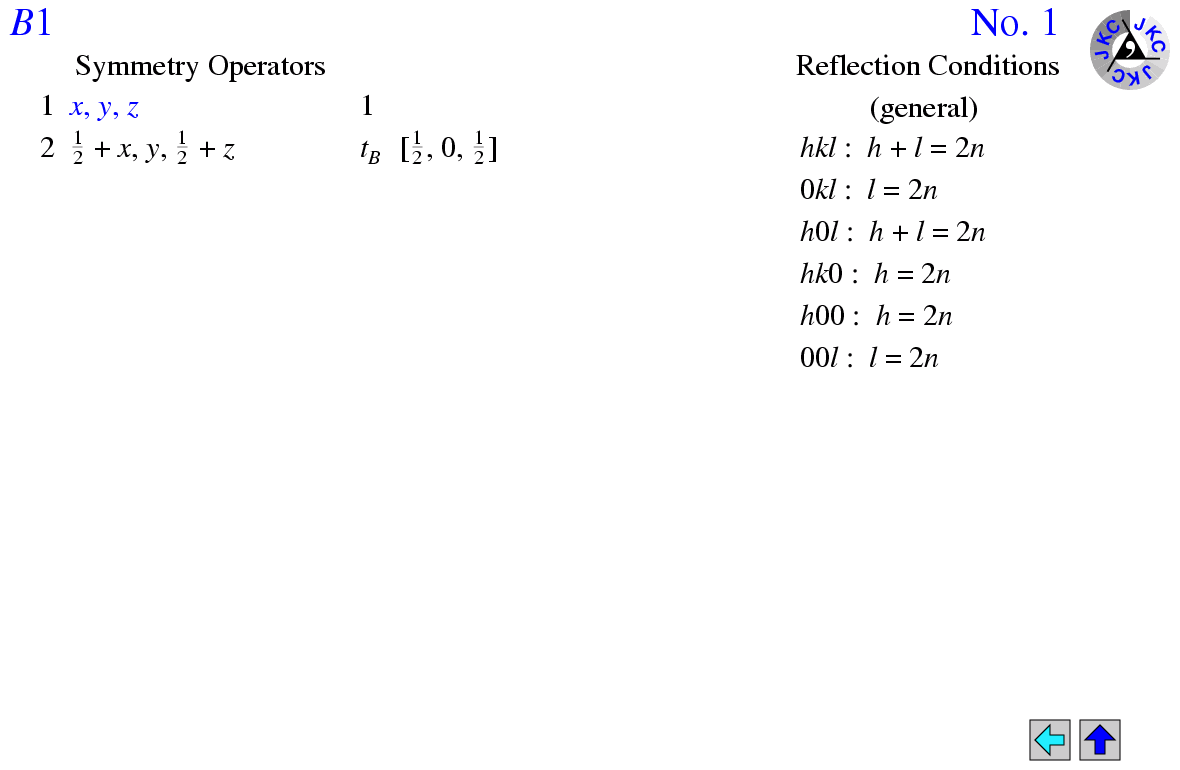 B1 No. 1
Symmetry Operators Reflection Conditions
1 x, y, z 1 (general)
2 1/2 + x, y, 1/2 + z t_B [1/2, 0, 1/2] hkl : h + l = 2n
0kl : l = 2n
h0l : h + l = 2n
hk0 : h = 2n
h00 : h = 2n
00l : l = 2n
JKC JKC JKC JKC